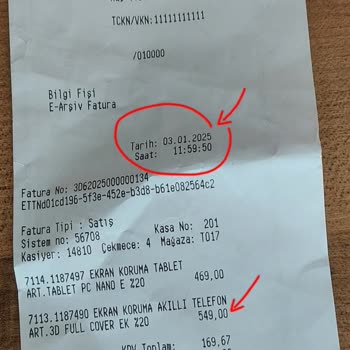 TCKN/VKN:11111111111
/010000
Bilgi Fişi
E-Arşiv Fatura
Tarih: 03.01.2025
Saat: 11:59:50
Fatura No: 3D62025000000134
ETTNd01cd196-5f3e-452e-b3d8-b61e082564c2
Fatura Tipi : Satış
Sistem no: 56708 Kasa No: 201
Kasiyer: 14810 Çekmece: 4 Mağaza: T017
7114.1187497 EKRAN KORUMA TABLET
ART.TABLET PC NANO E %20 469,00
7113.1187490 EKRAN KORUMA AKILLI TELEFON
ART.3D FULL COVER EK %20 549,00
KDV Toplam: 169,67